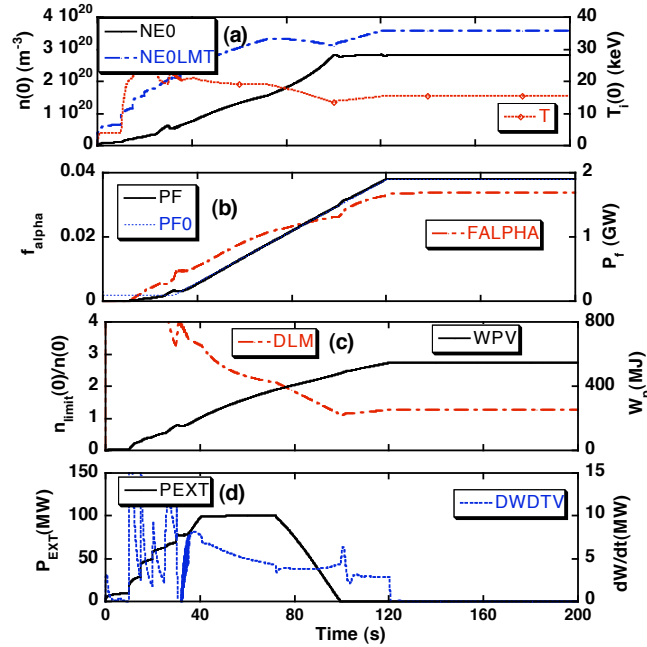 4 10^20
3 10^20
2 10^20
1 10^20
0
n(0) (m^-3)
NE0
NE0LMT
(a)
T
40
30
20
10
0
T_i(0) (keV)
0.04
0.02
0
f_alpha
PF
PF0
(b)
FALPHA
2
1
0
P_f (GW)
4
3
2
1
0
n_limit(0)/n(0)
DLM
(c)
WPV
800
400
0
W_p(MJ)
150
100
50
0
P_EXT(MW)
PEXT
(d)
DWDTV
15
10
5
0
dW/dt(MW)
0 40 80 120 160 200
Time (s)